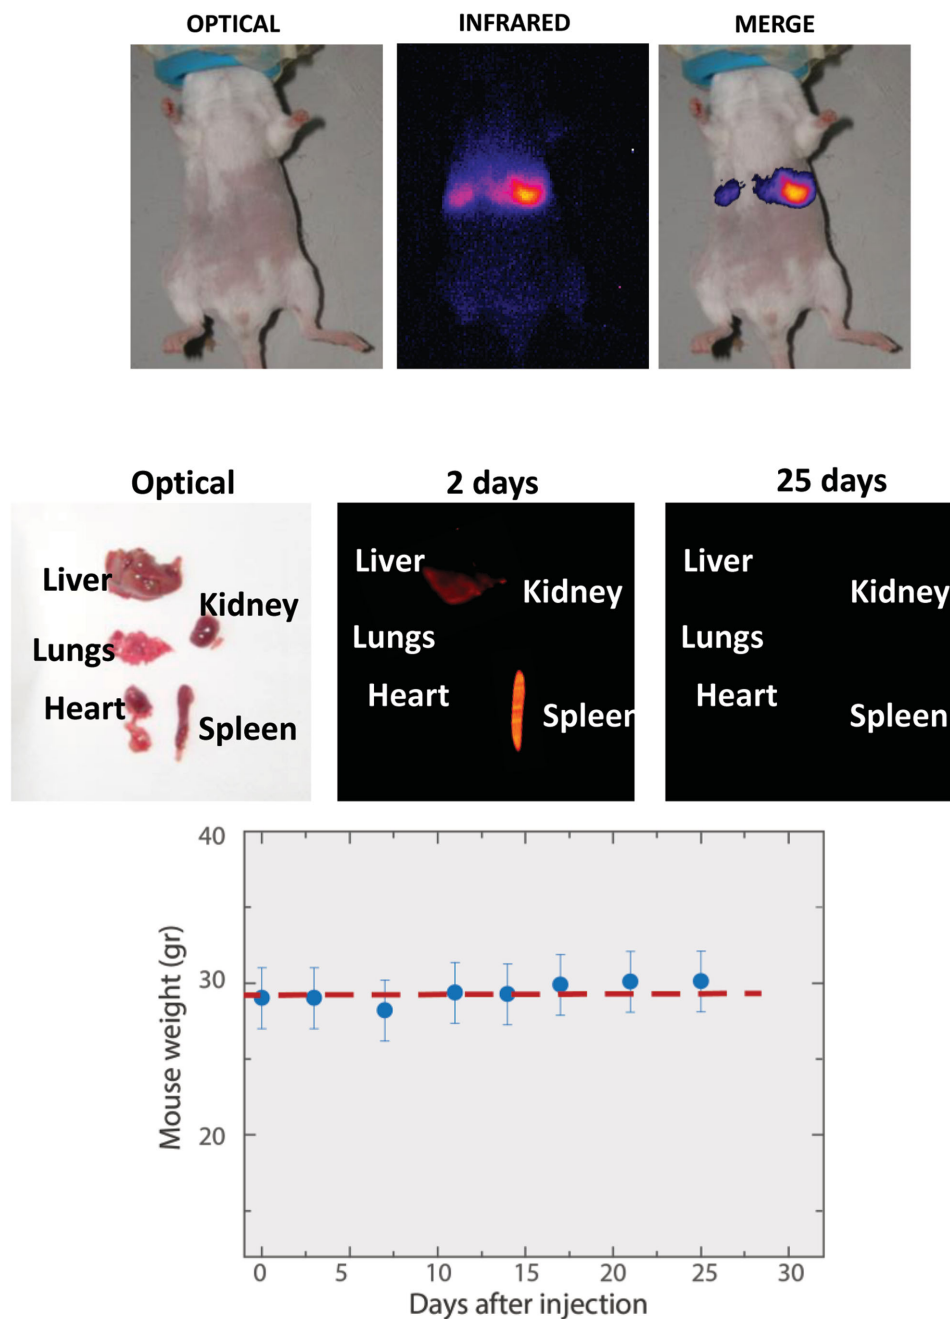 OPTICAL INFRARED MERGE
Optical 2 days 25 days
Liver
Kidney
Lungs
Heart
Spleen
Liver
Kidney
Lungs
Heart
Spleen
Liver
Kidney
Lungs
Heart
Spleen
40
30
20
Mouse weight (gr)
0 5 10 15 20 25 30
Days after injection